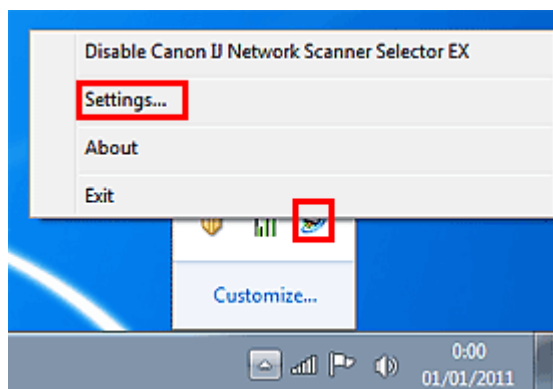 Disable Canon IJ Network Scanner Selector EX
Settings...
About
Exit
Customize...
0:00
01/01/2011